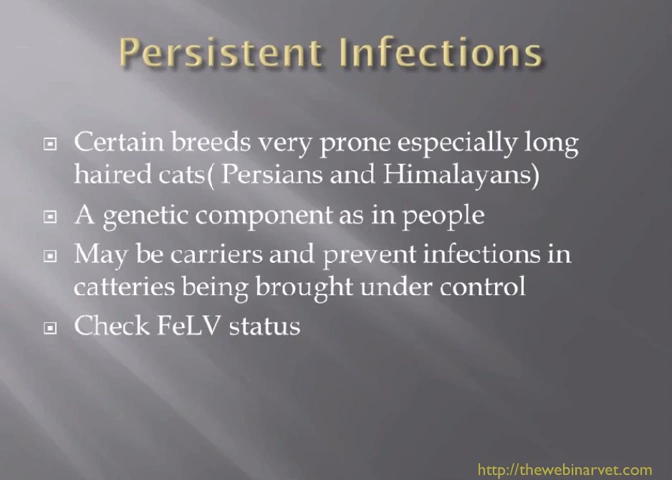 Persistent Infections
Certain breeds very prone especially long
haired cats( Persians and Himalayans)
A genetic component as in people
May be carriers and prevent infections in
catteries being brought under control
Check FeLV status
http://thewebinarvet.com